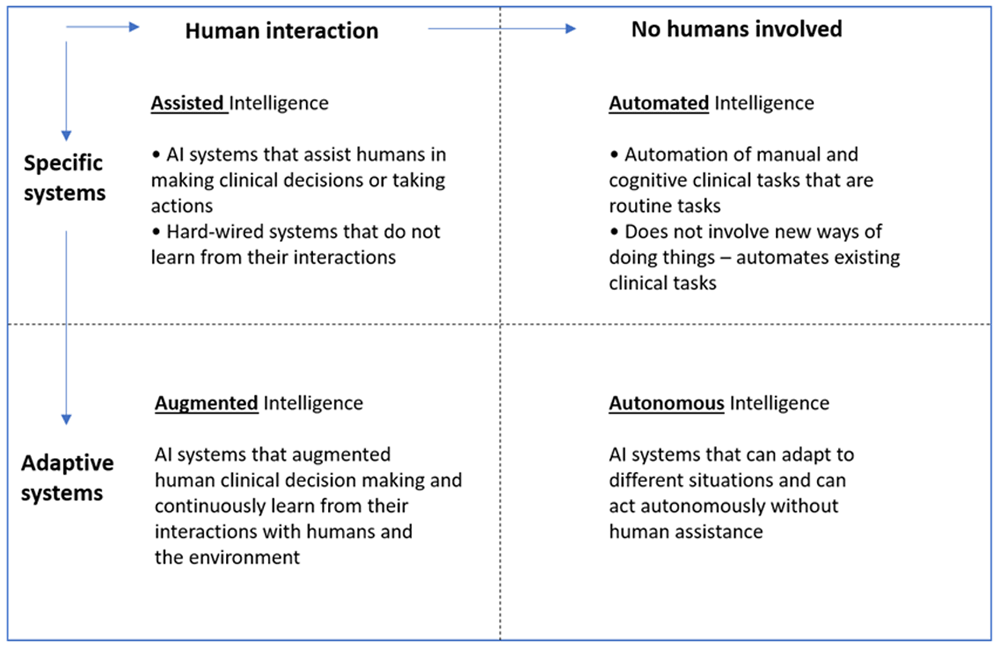 Human interaction
No humans involved
Specific
systems
Assisted Intelligence
• AI systems that assist humans in
making clinical decisions or taking
actions
• Hard-wired systems that do not
learn from their interactions
Automated Intelligence
• Automation of manual and
cognitive clinical tasks that are
routine tasks
• Does not involve new ways of
doing things – automates existing
clinical tasks
Adaptive
systems
Augmented Intelligence
AI systems that augmented
human clinical decision making and
continuously learn from their
interactions with humans and
the environment
Autonomous Intelligence
AI systems that can adapt to
different situations and can
act autonomously without
human assistance